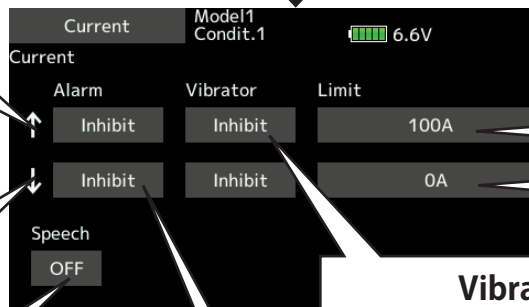 Current
Model1
Condit.1
6.6V
Current
Alarm Vibrator Limit
↑ Inhibit Inhibit 100A
↓ Inhibit Inhibit 0A
Speech
OFF
Vibra